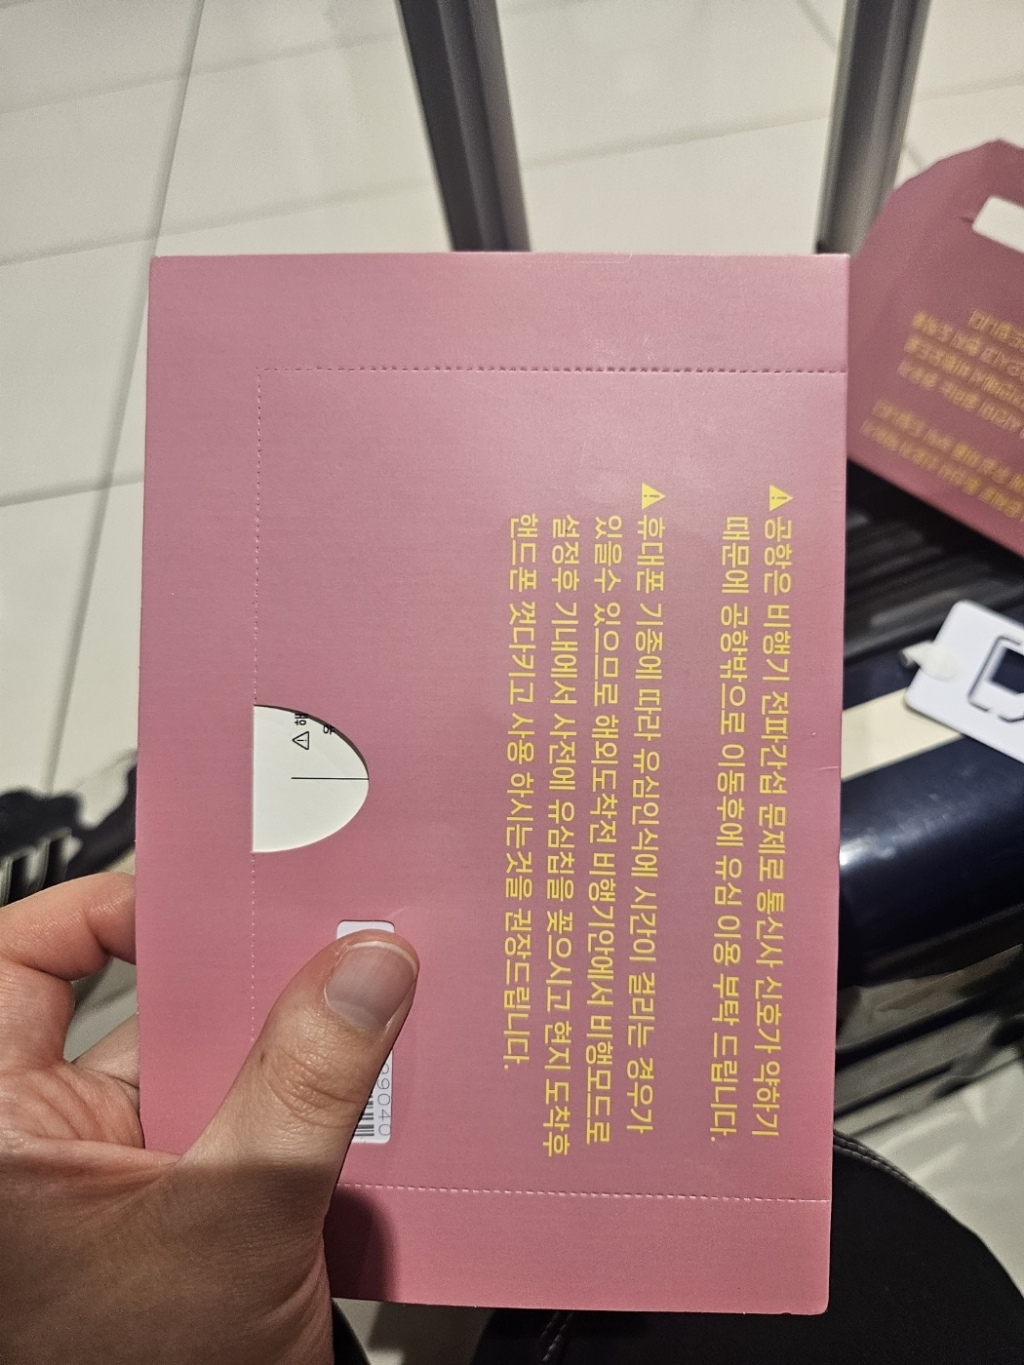 ⚠ 공항은 비행기 전파간섭 문제로 통신사 신호가 약하기
때문에 공항밖으로 이동후에 유심 이용 부탁 드립니다.
⚠ 휴대폰 기종에 따라 유심인식에 시간이 걸리는 경우가
있을수 있으므로 해외도착전 비행기안에서 비행모드로
설정후 기내에서 사전에 유심칩을 꽂으시고 현지 도착후
핸드폰 껏다키고 사용 하시는것을 권장드립니다.
39040